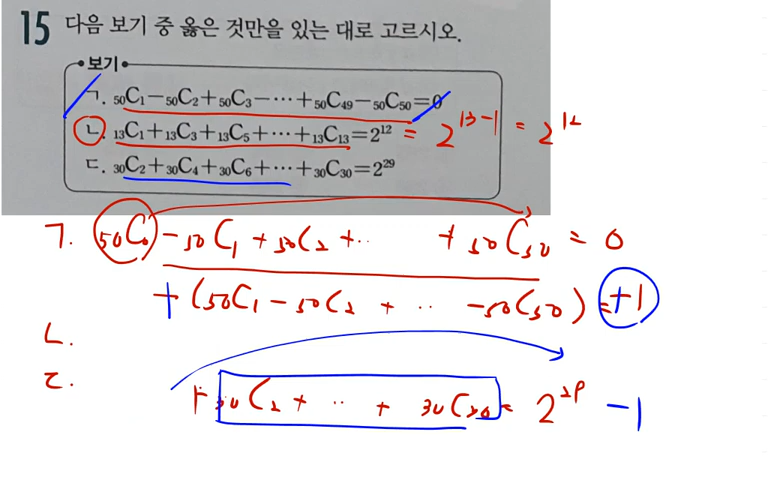 15 다음 보기 중 옳은 것만을 있는 대로 고르시오.
보기
ㄱ. ₅₀C₁−₅₀C₂+₅₀C₃−⋯+₅₀C₄₉−₅₀C₅₀=0
ㄴ. ₁₃C₁+₁₃C₃+₁₃C₅+⋯+₁₃C₁₃=2¹² = 2¹³⁻¹ = 2¹²
ㄷ. ₃₀C₂+₃₀C₄+₃₀C₆+⋯+₃₀C₃₀=2²⁹
ㄱ. ₅₀C₀ − ₅₀C₁ + ₅₀C₂ + ‥ + ₅₀C₅₀ = 0
+ (₅₀C₁ − ₅₀C₂ + ‥ − ₅₀C₅₀) = +1
ㄴ.
ㄷ.
+ ₃₀C₂ + ‥ + ₃₀C₃₀ = 2²⁹ − 1